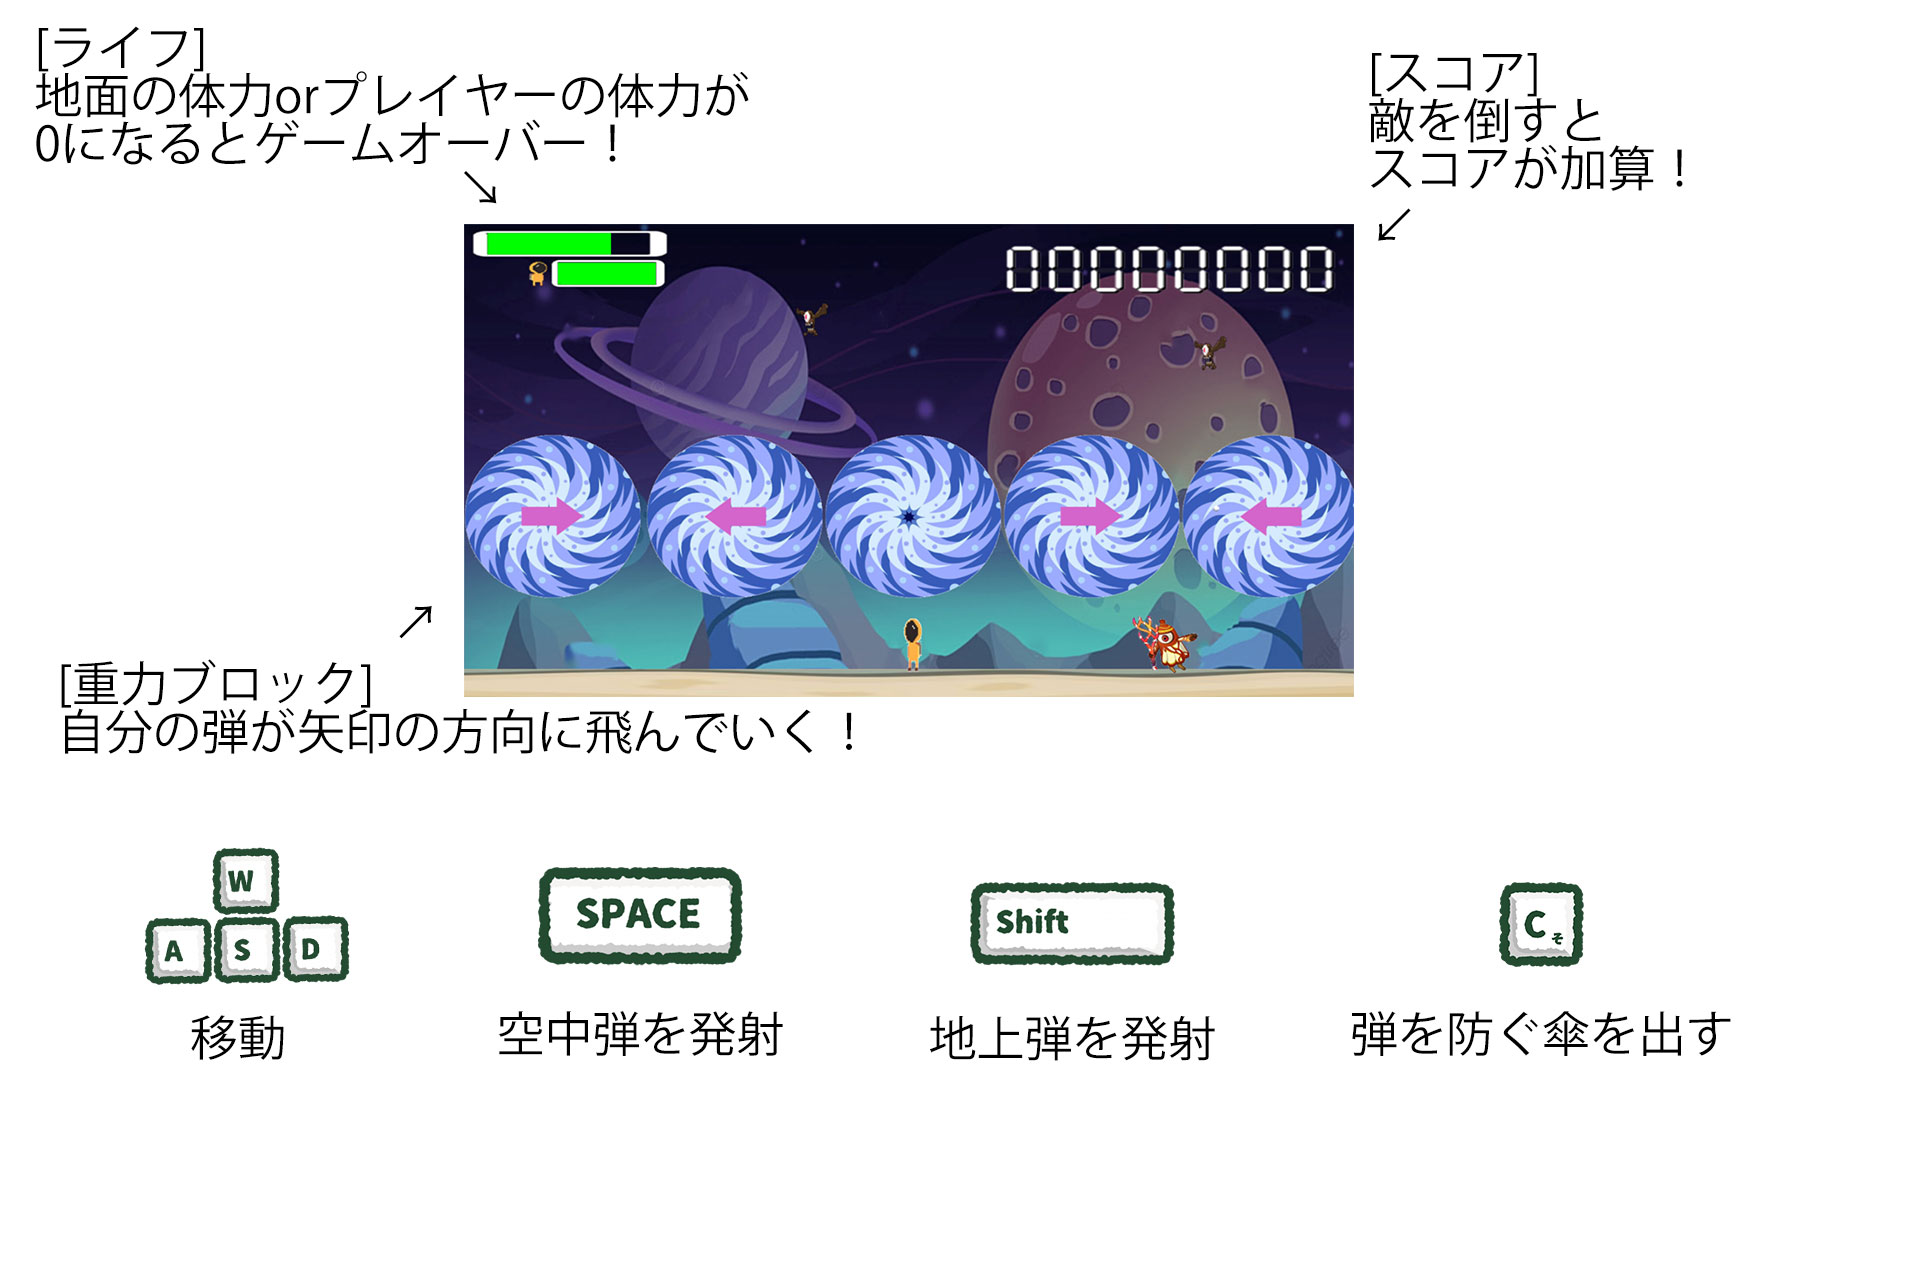 [ライフ]
地面の体力orプレイヤーの体力が
0になるとゲームオーバー！
[スコア]
敵を倒すと
スコアが加算！
00000000
[重力ブロック]
自分の弾が矢印の方向に飛んでいく！
W
A S D
移動
SPACE
空中弾を発射
Shift
地上弾を発射
C そ
弾を防ぐ傘を出す